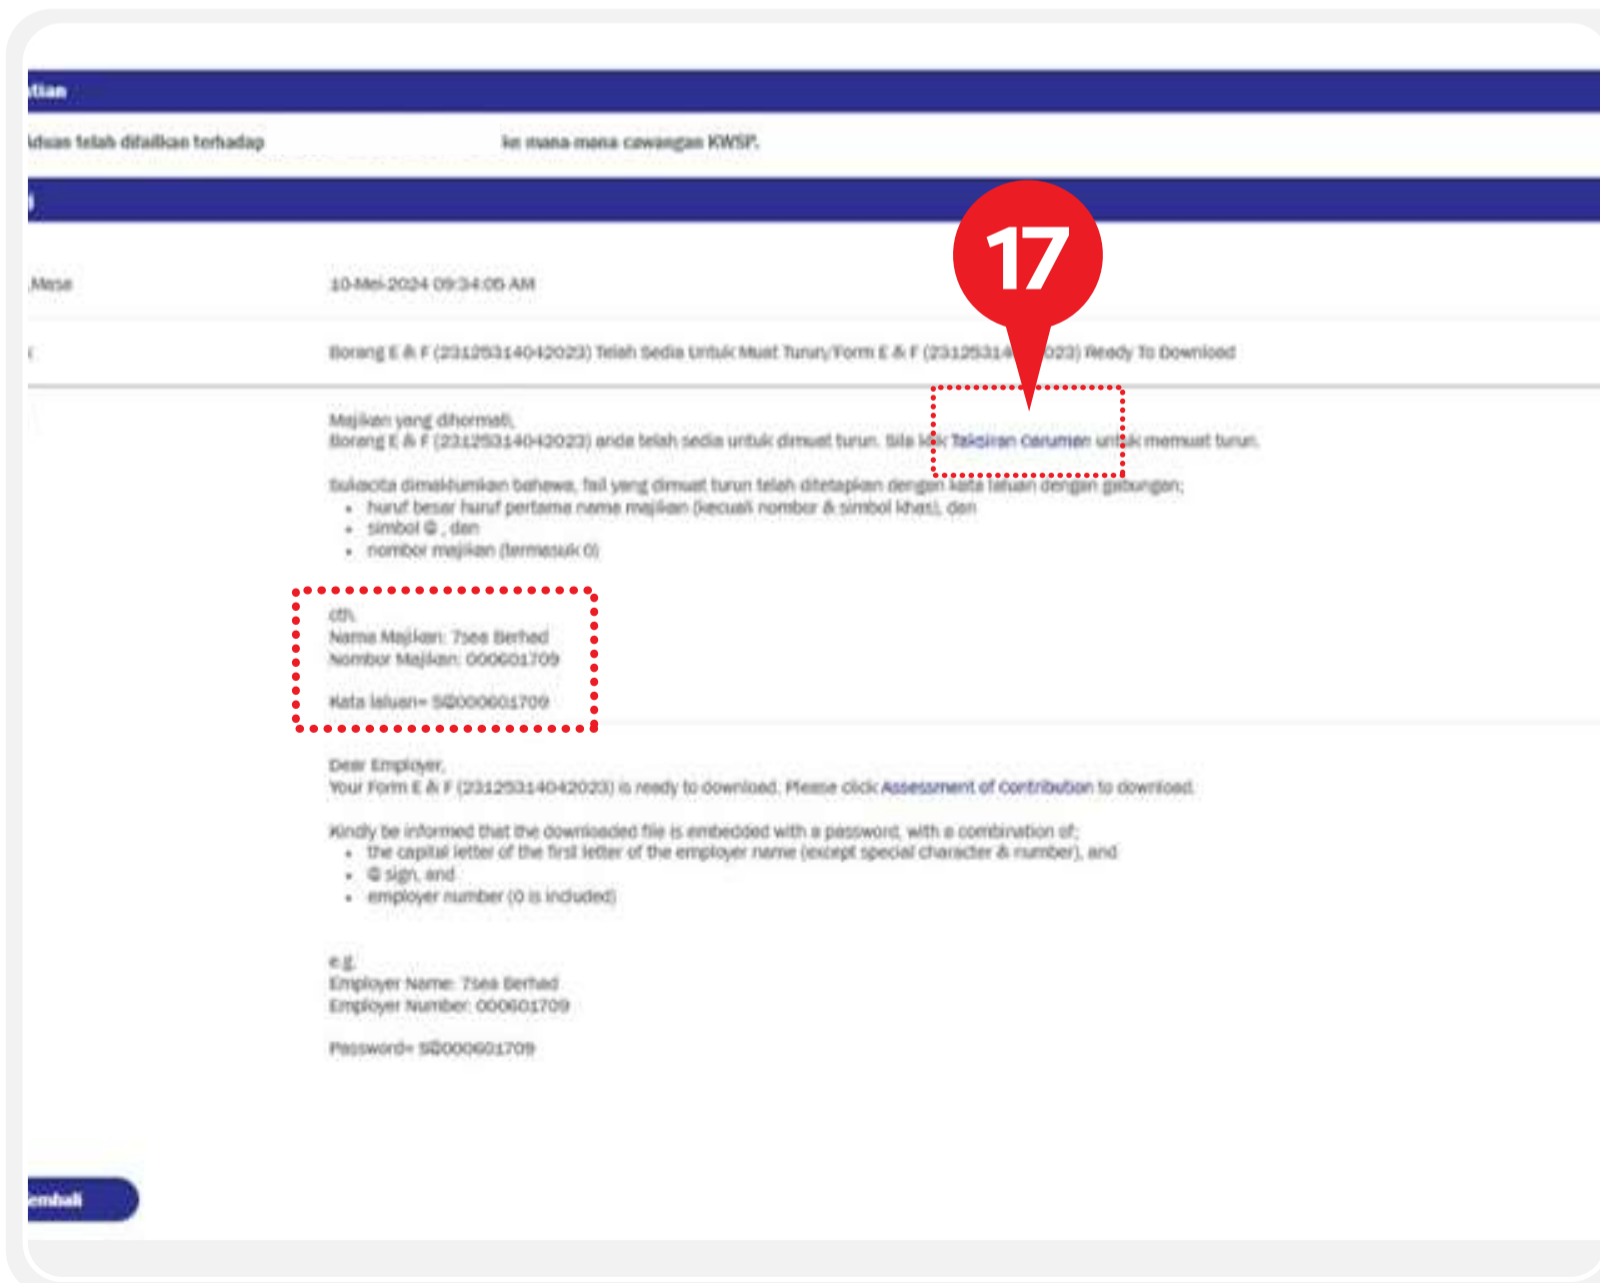 atian
Aduan telah difailkan terhadap ke mana-mana cawangan KWSP.
17
,Masa
10-Mei-2024 09:34:05 AM
Borang E & F (23125314042023) Telah Sedia Untuk Muat Turun/Form E & F (23125314 023) Ready To Download
Majikan yang dihormati,
Borang E & F (23125314042023) anda telah sedia untuk dimuat turun. Sila klik Taksiran Caruman untuk memuat turun.
Sukacita dimaklumkan bahawa, fail yang dimuat turun telah ditetapkan dengan kata laluan dengan gabungan;
• huruf besar huruf pertama nama majikan (kecuali nombor & simbol khas), dan
• simbol @ , dan
• nombor majikan (termasuk 0)
cth,
Nama Majikan: 7sea Berhad
Nombor Majikan: 000601709
Kata laluan= S@000601709
Dear Employer,
Your Form E & F (23125314042023) is ready to download. Please click Assessment of Contribution to download.
Kindly be informed that the downloaded file is embedded with a password, with a combination of;
• the capital letter of the first letter of the employer name (except special character & number), and
• @ sign, and
• employer number (0 is included)
e.g.
Employer Name: 7sea Berhad
Employer Number: 000601709
Password= S@000601709
embali